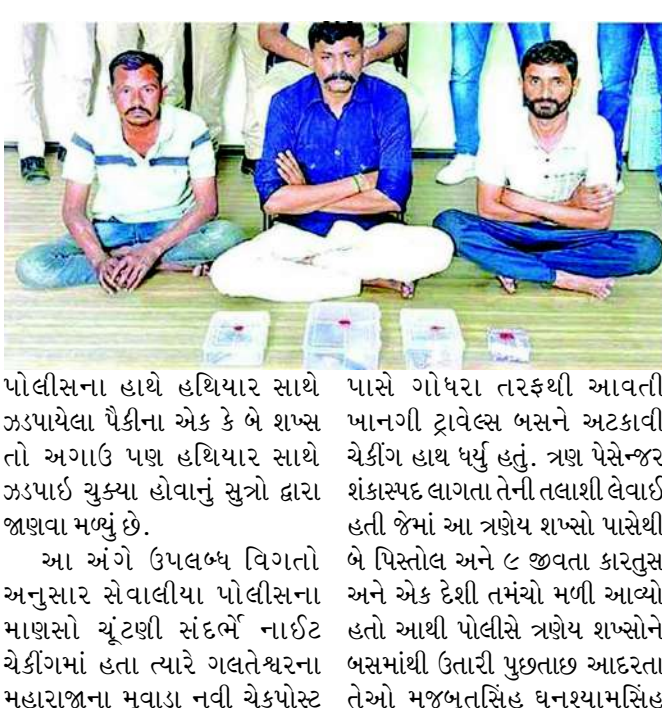 પોલીસના હાથે હથિયાર સાથે
ઝડપાયેલા પૈકીના એક કે બે શખ્સ
તો અગાઉ પણ હથિયાર સાથે
ઝડપાઇ ચુક્યા હોવાનું સુત્રો દ્વારા
જાણવા મળ્યું છે.
આ અંગે ઉપલબ્ધ વિગતો
અનુસાર સેવાલીયા પોલીસના
માણસો ચૂંટણી સંદર્ભે નાઈટ
ચેકીંગમાં હતા ત્યારે ગલતેશ્વરના
મહારાજાના મુવાડા નવી ચેકપોસ્ટ
પાસે ગોધરા તરફથી આવતી
ખાનગી ટ્રાવેલ્સ બસને અટકાવી
ચેકીંગ હાથ ધર્યુ હતું. ત્રણ પેસેન્જર
શંકાસ્પદ લાગતા તેની તલાશી લેવાઈ
હતી જેમાં આ ત્રણેય શખ્સો પાસેથી
બે પિસ્તોલ અને ૯ જીવતા કારતુસ
અને એક દેશી તમંચો મળી આવ્યો
હતો આથી પોલીસે ત્રણેય શખ્સોને
બસમાંથી ઉતારી પુછતાછ આદરતા
તેઓ મજબુતસિંહ ઘનશ્યામસિંહ